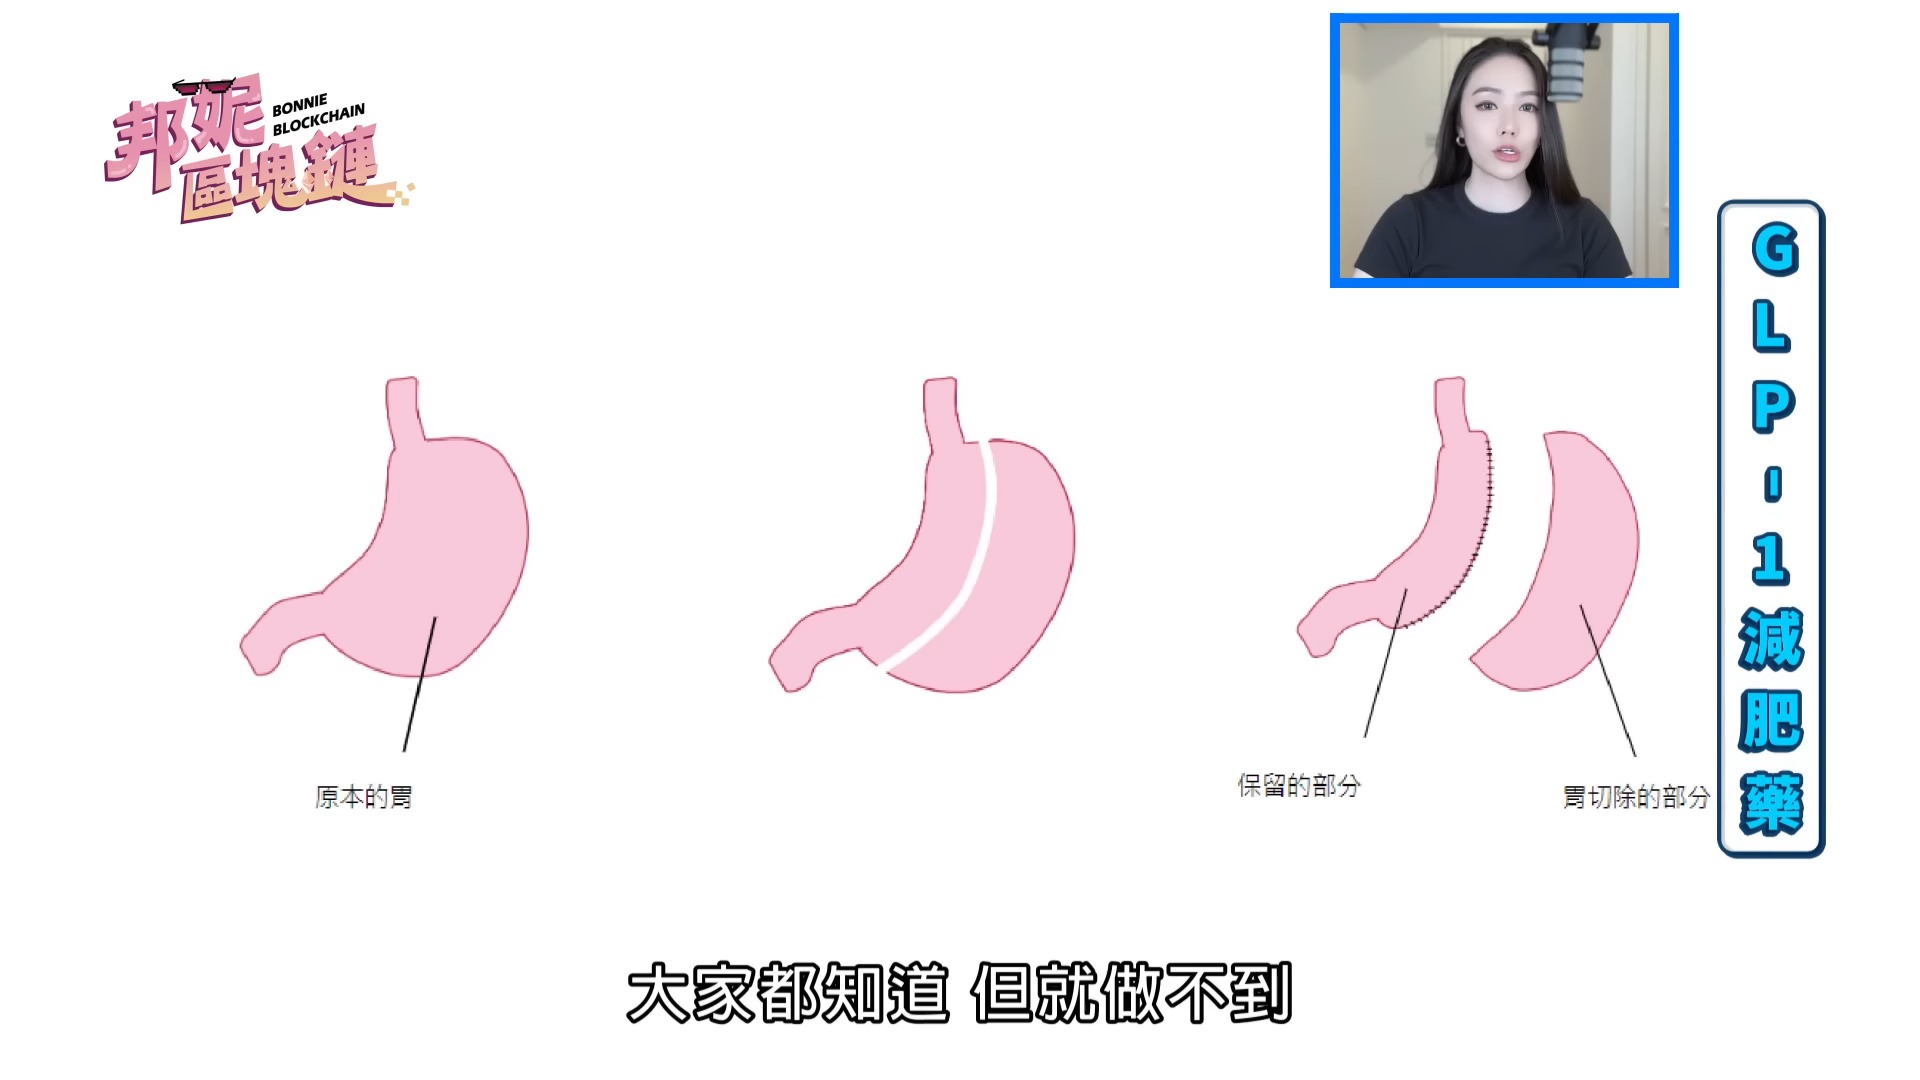 邦妮
BONNIE
BLOCKCHAIN
區塊鏈
GLP-1減肥藥
原本的胃
保留的部分
胃切除的部分
大家都知道 但就做不到